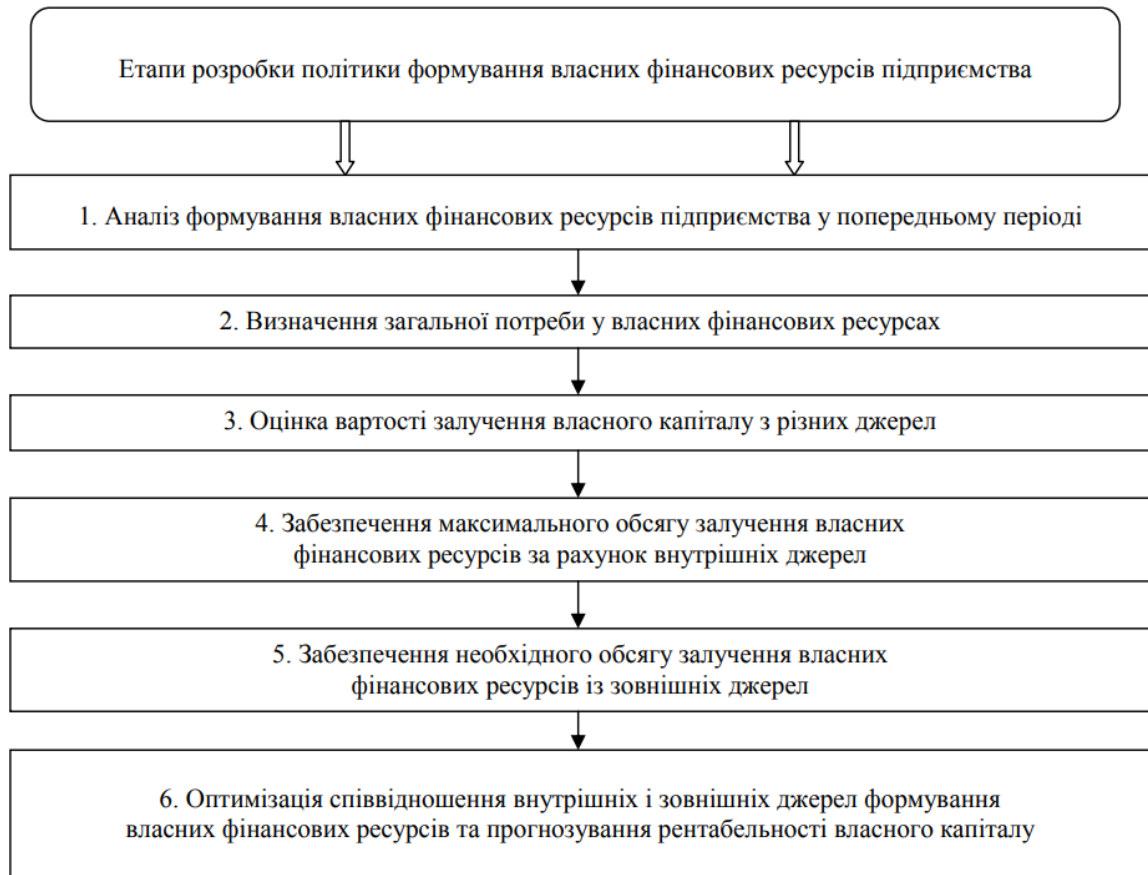 Етапи розробки політики формування власних фінансових ресурсів підприємства
1. Аналіз формування власних фінансових ресурсів підприємства у попередньому періоді
2. Визначення загальної потреби у власних фінансових ресурсах
3. Оцінка вартості залучення власного капіталу з різних джерел
4. Забезпечення максимального обсягу залучення власних
фінансових ресурсів за рахунок внутрішніх джерел
5. Забезпечення необхідного обсягу залучення власних
фінансових ресурсів із зовнішніх джерел
6. Оптимізація співвідношення внутрішніх і зовнішніх джерел формування
власних фінансових ресурсів та прогнозування рентабельності власного капіталу